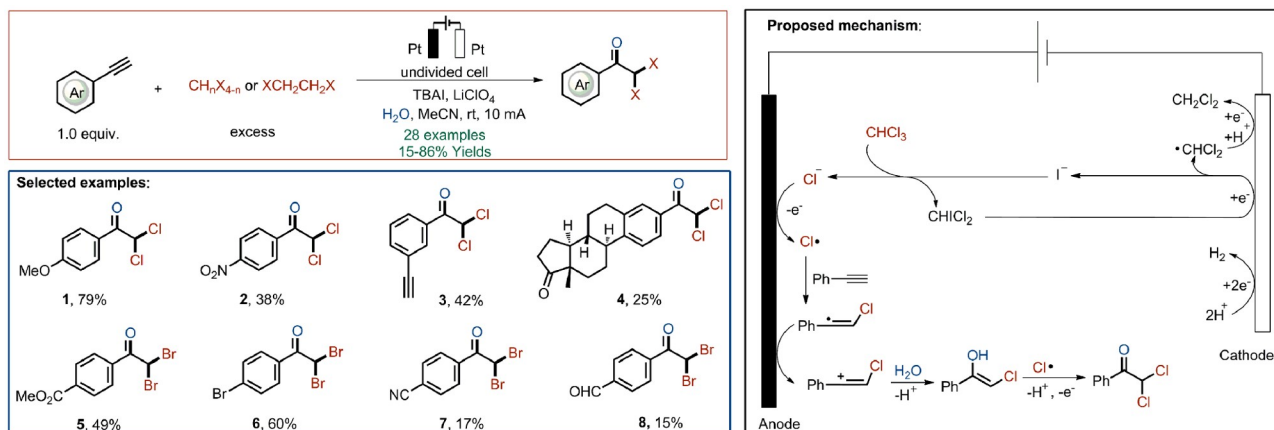 Pt
Pt
undivided cell
Ar
1.0 equiv.
+
CHnX4-n or XCH2CH2X
excess
TBAI, LiClO4
H2O, MeCN, rt, 10 mA
28 examples
15-86% Yields
O
Ar
X
X
Selected examples:
O
Cl
Cl
MeO
1, 79%
O
Cl
Cl
O2N
2, 38%
O
Cl
Cl
3, 42%
O
Cl
Cl
H
H
H
O
4, 25%
O
Br
Br
MeO2C
5, 49%
O
Br
Br
Br
6, 60%
O
Br
Br
NC
7, 17%
O
Br
Br
OHC
8, 15%
Proposed mechanism:
CH2Cl2
+e-
+H+
•CHCl2
CHCl3
Cl-
I-
-e-
CHICl2
+e-
Cl•
H2
Ph
+2e-
2H+
Cl
Ph
•
Cathode
Cl
Ph
+
H2O
-H+
OH
Ph
Cl
Cl•
-H+, -e-
O
Ph
Cl
Cl
Anode